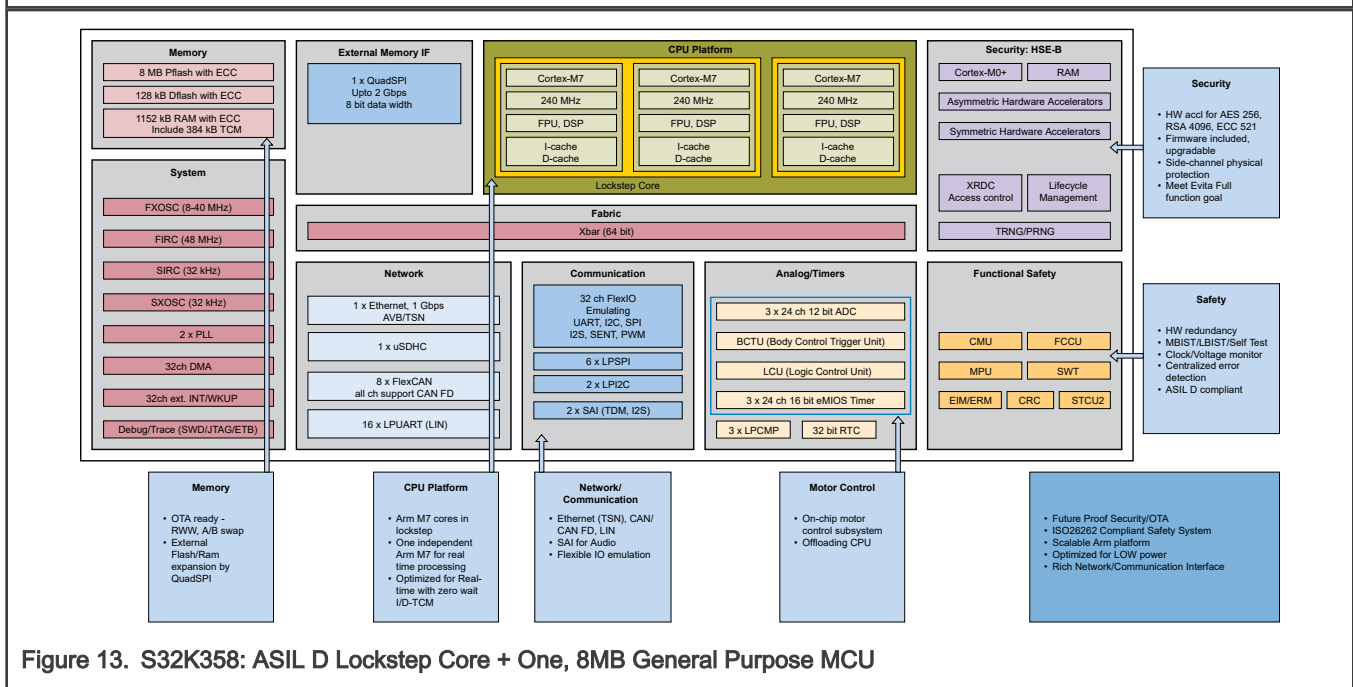 Memory
8 MB Pflash with ECC
128 kB Dflash with ECC
1152 kB RAM with ECC
Include 384 kB TCM
External Memory IF
1 x QuadSPI
Upto 2 Gbps
8 bit data width
CPU Platform
Cortex-M7
240 MHz
FPU, DSP
I-cache
D-cache
Cortex-M7
240 MHz
FPU, DSP
I-cache
D-cache
Cortex-M7
240 MHz
FPU, DSP
I-cache
D-cache
Lockstep Core
Security: HSE-B
Cortex-M0+
RAM
Asymmetric Hardware Accelerators
Symmetric Hardware Accelerators
XRDC
Access control
Lifecycle
Management
TRNG/PRNG
Security
• HW accl for AES 256,
RSA 4096, ECC 521
• Firmware included,
upgradable
• Side-channel physical
protection
• Meet Evita Full
function goal
System
FXOSC (8-40 MHz)
FIRC (48 MHz)
SIRC (32 kHz)
SXOSC (32 kHz)
2 x PLL
32ch DMA
32ch ext. INT/WKUP
Debug/Trace (SWD/JTAG/ETB)
Fabric
Xbar (64 bit)
Network
1 x Ethernet, 1 Gbps
AVB/TSN
1 x uSDHC
8 x FlexCAN
all ch support CAN FD
16 x LPUART (LIN)
Communication
32 ch FlexIO
Emulating
UART, I2C, SPI
I2S, SENT, PWM
6 x LPSPI
2 x LPI2C
2 x SAI (TDM, I2S)
Analog/Timers
3 x 24 ch 12 bit ADC
BCTU (Body Control Trigger Unit)
LCU (Logic Control Unit)
3 x 24 ch 16 bit eMIOS Timer
3 x LPCMP
32 bit RTC
Functional Safety
CMU
FCCU
MPU
SWT
EIM/ERM
CRC
STCU2
Safety
• HW redundancy
• MBIST/LBIST/Self Test
• Clock/Voltage monitor
• Centralized error
detection
• ASIL D compliant
Memory
• OTA ready -
RWW, A/B swap
• External
Flash/Ram
expansion by
QuadSPI
CPU Platform
• Arm M7 cores in
lockstep
• One independent
Arm M7 for real
time processing
• Optimized for Real-
time with zero wait
I/D-TCM
Network/
Communication
• Ethernet (TSN), CAN/
CAN FD, LIN
• SAI for Audio
• Flexible IO emulation
Motor Control
• On-chip motor
control subsystem
• Offloading CPU
• Future Proof Security/OTA
• ISO26262 Compliant Safety System
• Scalable Arm platform
• Optimized for LOW power
• Rich Network/Communication Interface
Figure 13. S32K358: ASIL D Lockstep Core + One, 8MB General Purpose MCU